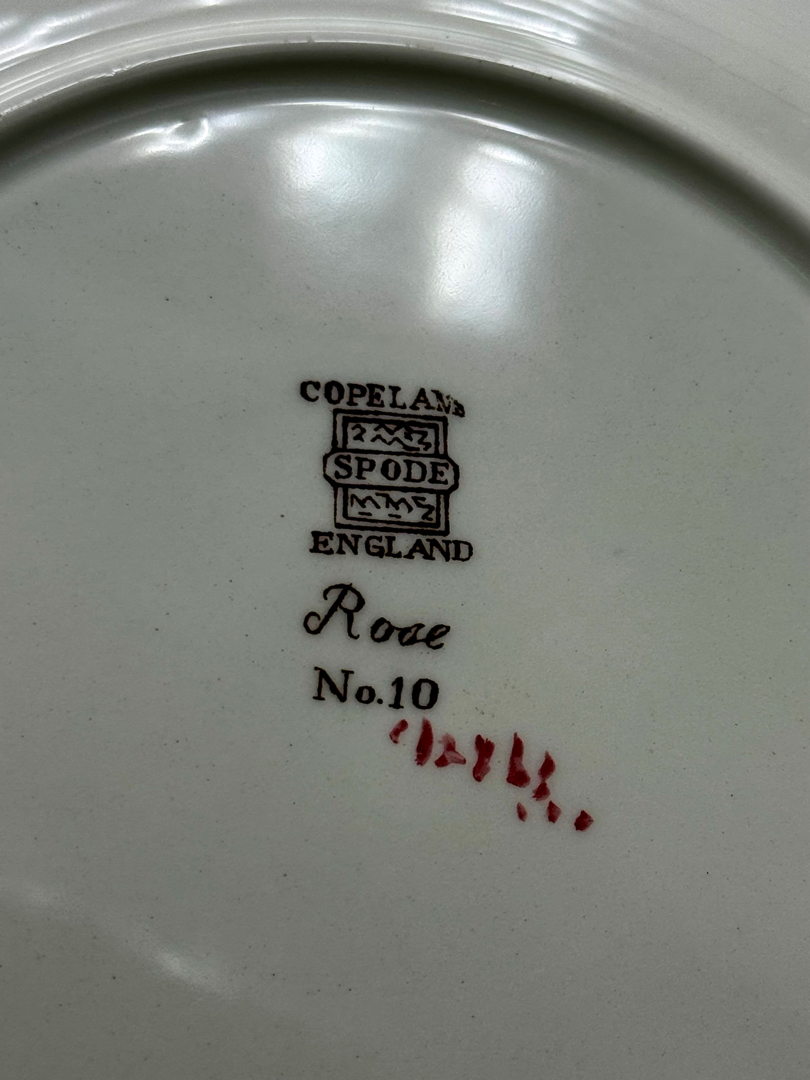 COPELAND
SPODE
ENGLAND
Rose
No.10